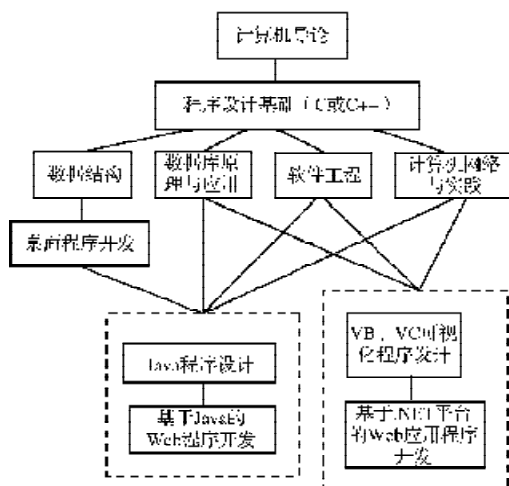 计算机导论
程序设计基础（C或C++）
数据结构
数据库原
理与应用
软件工程
计算机网络
与实践
桌面程序开发
Java程序设计
基于Java的
Web程序开发
VB、VC可视
化程序设计
基于.NET平台
的Web应用程序
开发